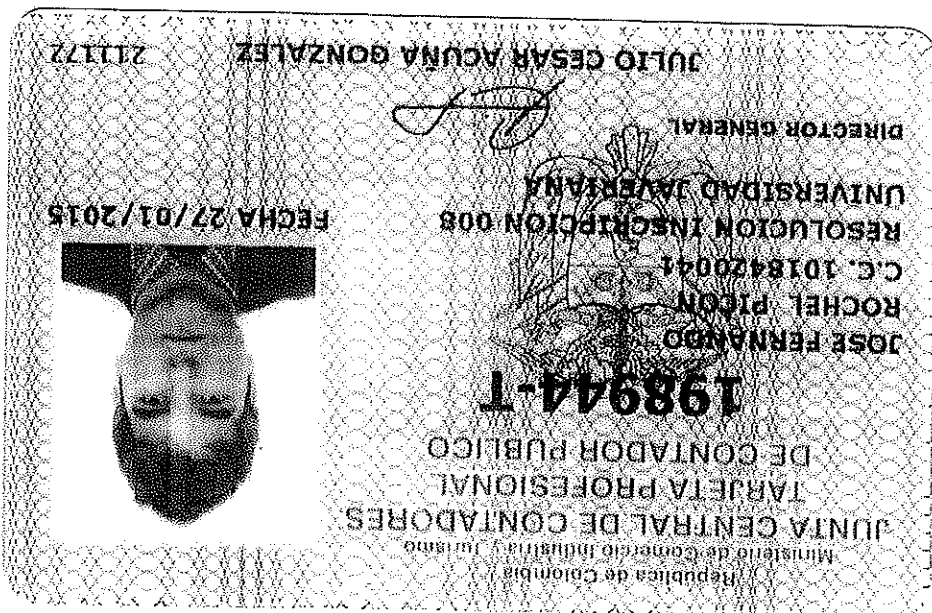 República de Colombia
Ministerio de Comercio Industria y Turismo
JUNTA CENTRAL DE CONTADORES
TARJETA PROFESIONAL
DE CONTADOR PUBLICO
198944-T
JOSE FERNANDO
ROCHEL PICON
C.C. 1018420041
RESOLUCION INSCRIPCION 008
UNIVERSIDAD JAVERIANA
FECHA 27/01/2015
DIRECTOR GENERAL
JULIO CESAR ACUÑA GONZALEZ
211172